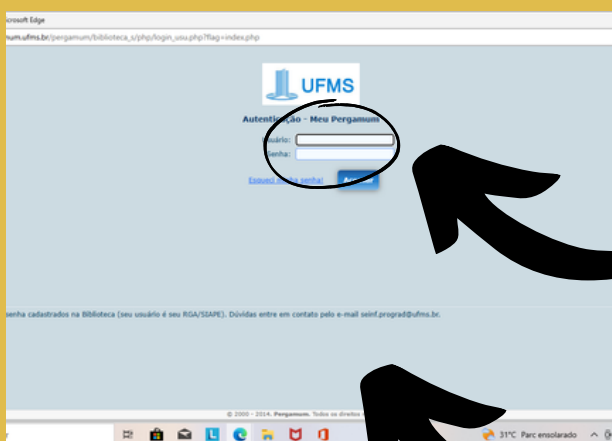 icrosoft Edge
num.ufms.br/pergamum/biblioteca_s/php/login_usu.php?flag=index.php
UFMS
Autenticação - Meu Pergamum
Usuário:
Senha:
Esqueci minha senha!
senha cadastrados na Biblioteca (seu usuário é seu RGA/SIAPE). Dúvidas entre em contato pelo e-mail seinf.prograd@ufms.br.
© 2000 - 2014. Pergamum. Todos os direitos
31°C Parc ensolarado